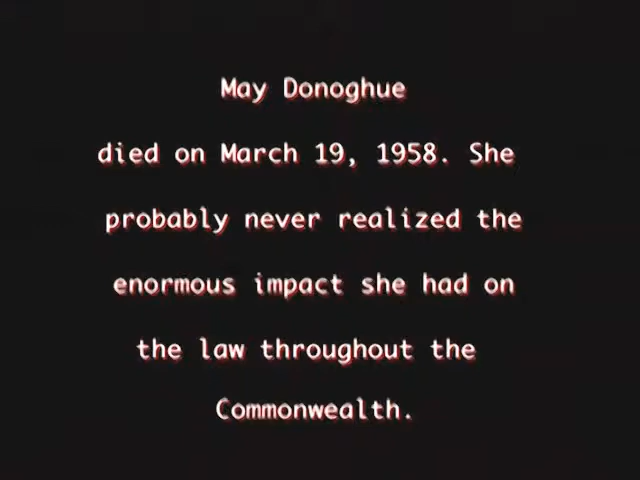 May Donoghue
died on March 19, 1958. She
probably never realized the
enormous impact she had on
the law throughout the
Commonwealth.